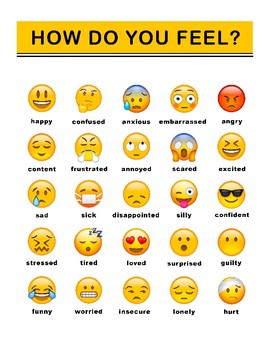 HOW DO YOU FEEL?
happy confused anxious embarrassed angry
content frustrated annoyed scared excited
sad sick disappointed silly confident
stressed tired loved surprised guilty
funny worried insecure lonely hurt